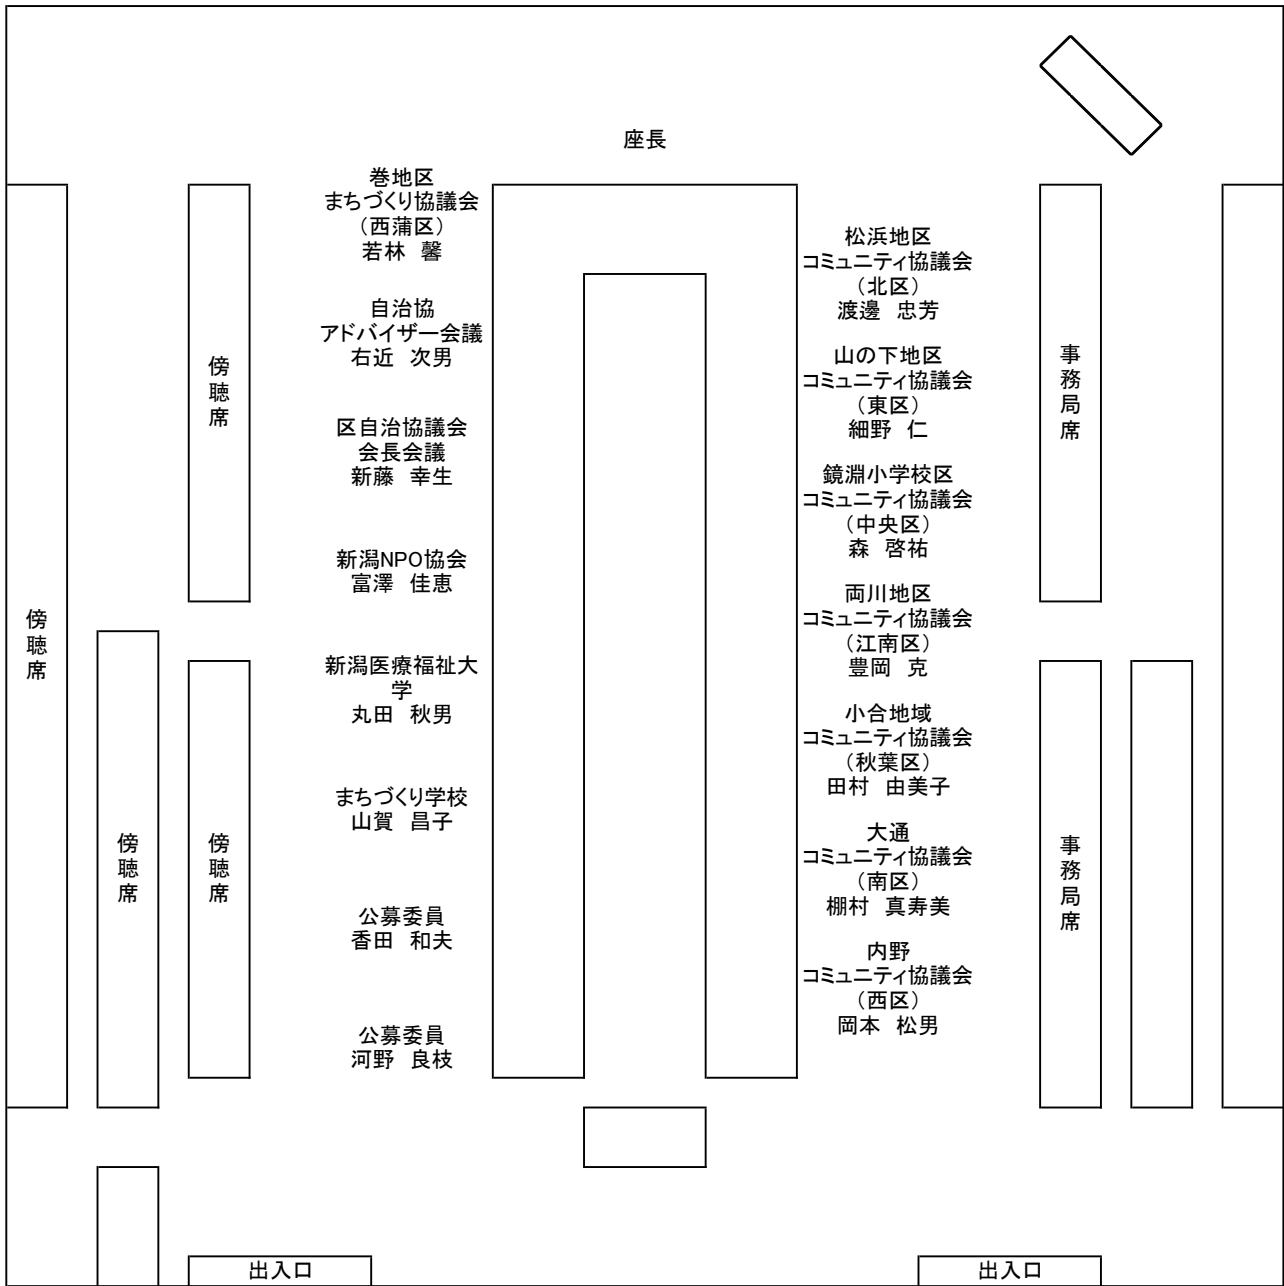 座長
巻地区
まちづくり協議会
（西蒲区）
若林　馨
自治協
アドバイザー会議
右近　次男
区自治協議会
会長会議
新藤　幸生
新潟NPO協会
富澤　佳恵
新潟医療福祉大
学
丸田　秋男
まちづくり学校
山賀　昌子
公募委員
香田　和夫
公募委員
河野　良枝
松浜地区
コミュニティ協議会
（北区）
渡邊　忠芳
山の下地区
コミュニティ協議会
（東区）
細野　仁
鏡淵小学校区
コミュニティ協議会
（中央区）
森　啓祐
両川地区
コミュニティ協議会
（江南区）
豊岡　克
小合地域
コミュニティ協議会
（秋葉区）
田村　由美子
大通
コミュニティ協議会
（南区）
棚村　真寿美
内野
コミュニティ協議会
（西区）
岡本　松男
傍聴席
傍聴席
傍聴席
傍聴席
事務局席
事務局席
出入口
出入口